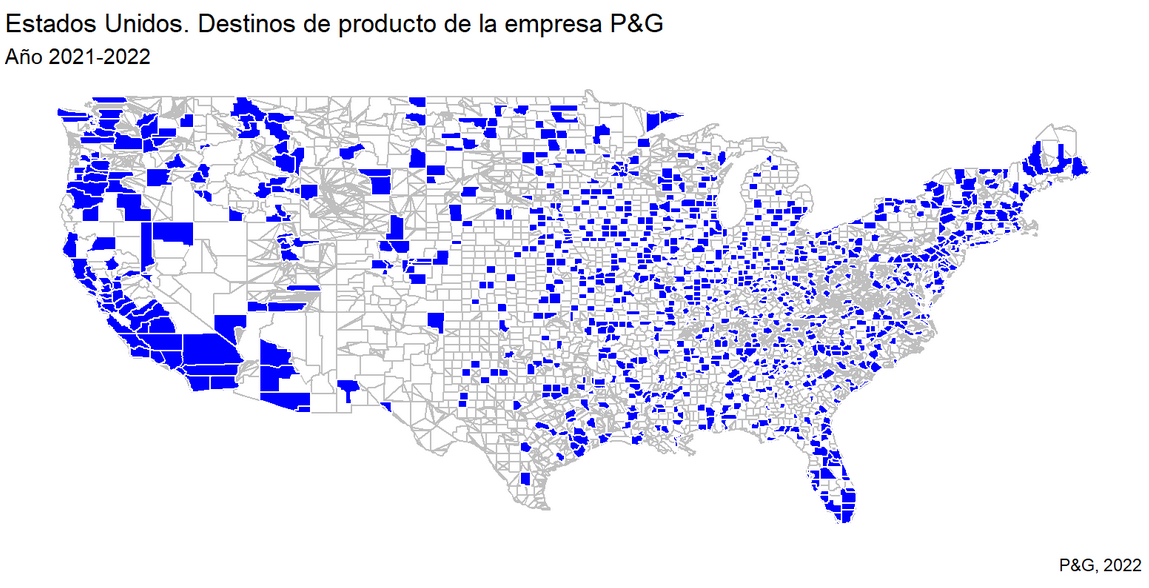 Estados Unidos. Destinos de producto de la empresa P&G
Año 2021-2022
P&G, 2022